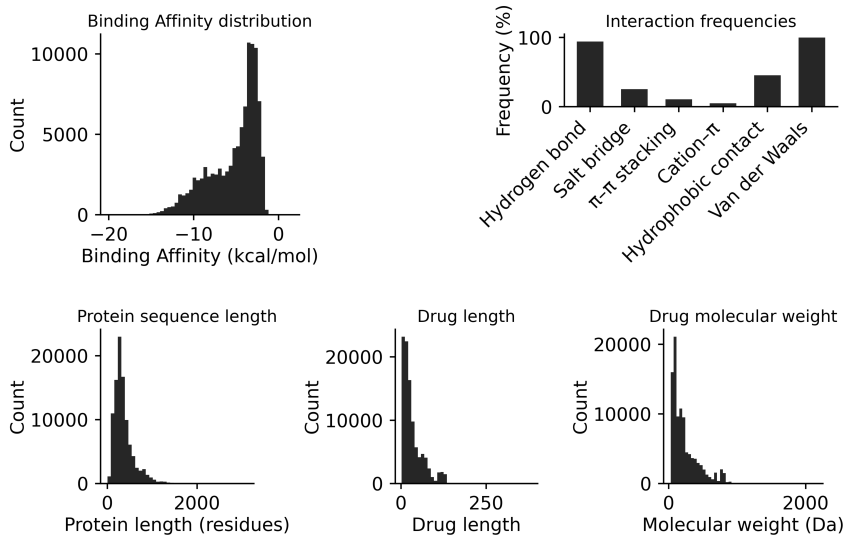 Binding Affinity distribution
10000
5000
0
Count
−20 −10 0
Binding Affinity (kcal/mol)
Interaction frequencies
100
0
Frequency (%)
Hydrogen bond
Salt bridge
π–π stacking
Cation–π
Hydrophobic contact
Van der Waals
Protein sequence length
20000
10000
0
Count
0 2000
Protein length (residues)
Drug length
20000
10000
0
Count
0 250
Drug length
Drug molecular weight
20000
10000
0
Count
0 2000
Molecular weight (Da)